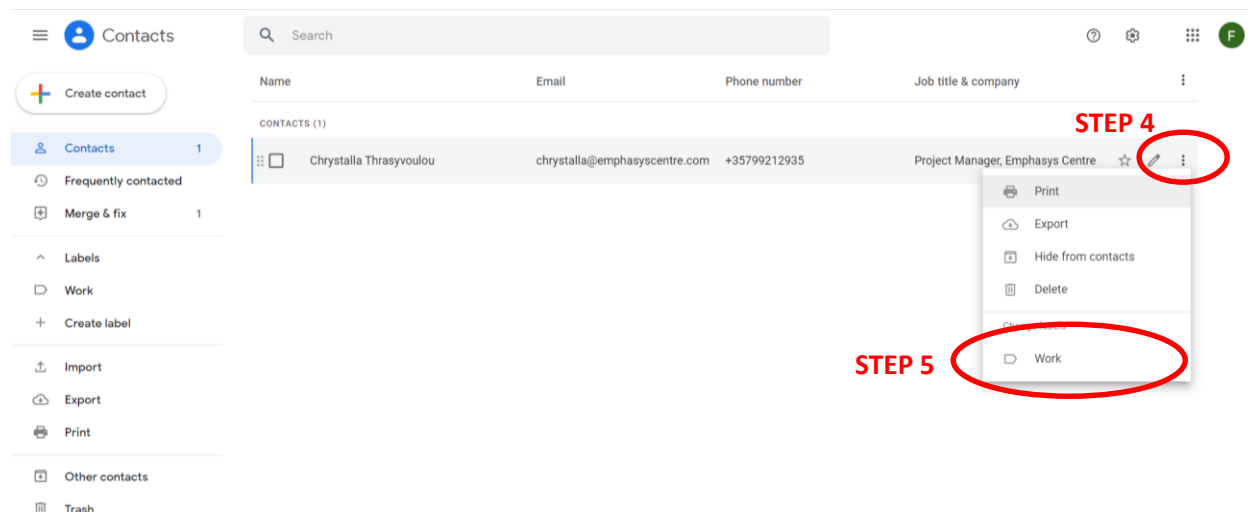 Contacts
Search
F
Create contact
Name Email Phone number Job title & company
CONTACTS (1)
STEP 4
Contacts 1
Chrystalla Thrasyvoulou chrystalla@emphasyscentre.com +35799212935 Project Manager, Emphasys Centre
Frequently contacted
Merge & fix 1
Print
Export
Hide from contacts
Delete
Change labels
STEP 5
Work
Labels
Work
Create label
Import
Export
Print
Other contacts
Trash